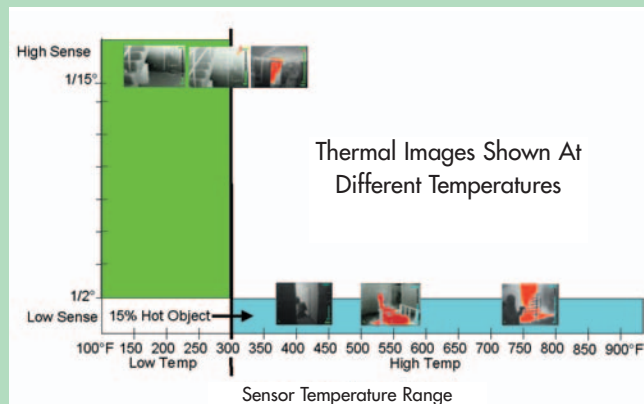 High Sense
1/15°
Thermal Images Shown At
Different Temperatures
1/2°
Low Sense
15% Hot Object
100°F 150 200 250 300 350 400 450 500 550 600 650 700 750 800 850 900°F
Low Temp High Temp
Sensor Temperature Range